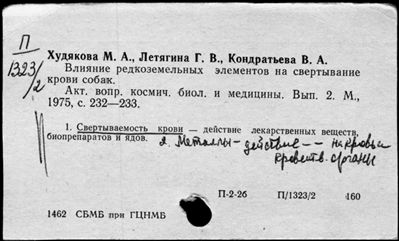 П
1323/2
Худякова М. А., Летягина Г. В., Кондратьева В. А.
Влияние редкоземельных элементов на свертывание
крови собак.
Акт. вопр. космич. биол. и медицины. Вып. 2. М.,
1975, с. 232—233.
1. Свертываемость крови — действие лекарственных веществ,
биопрепаратов и ядов. 2. Металлы - действие - - на кровь и
кроветв. органы
П-2-26 П/1323/2 160
1462 СБМБ при ГЦНМБ